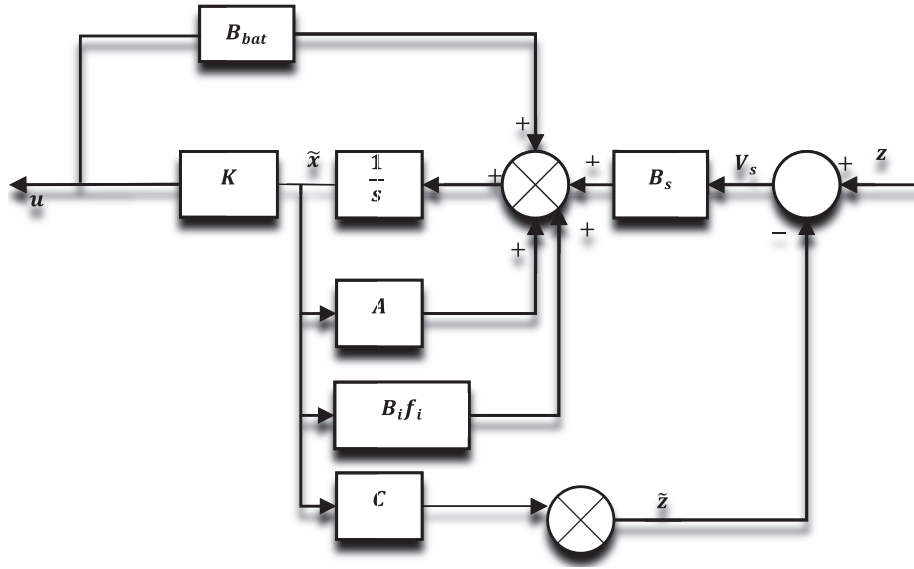 B_bat
+
K
x̃
1
s
+
+
B_s
V_s
+
z
u
−
+
+
A
B_i f_i
C
z̃